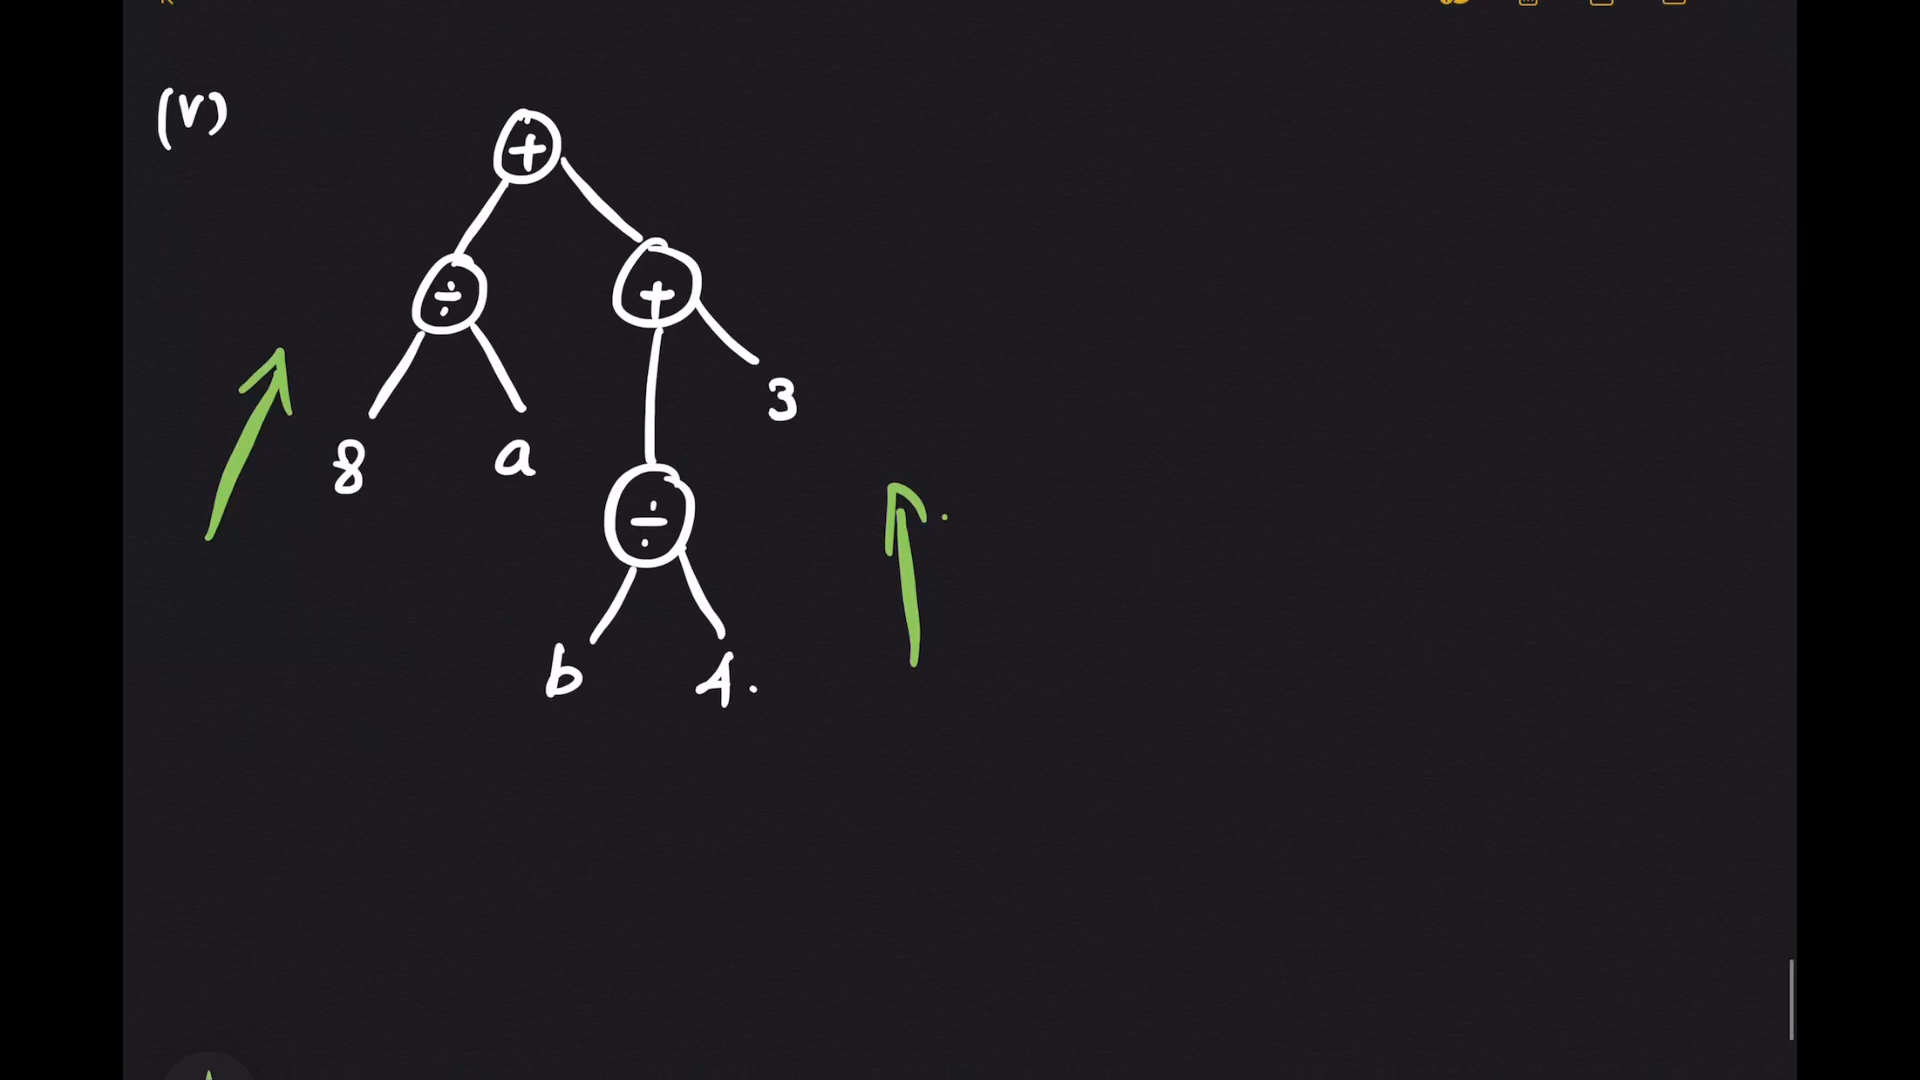 (v)
+
÷ +
8 a 3
÷
b 4.